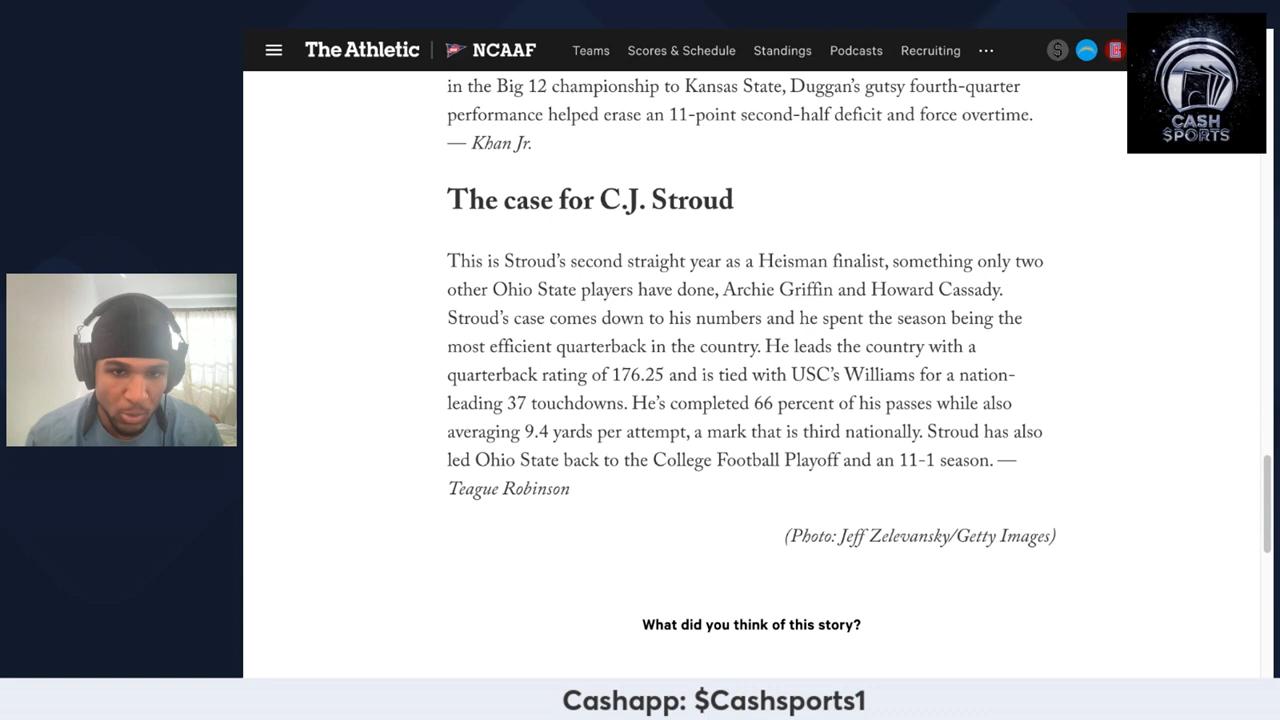 The Athletic | NCAAF Teams Scores & Schedule Standings Podcasts Recruiting ...
CASH
$PORTS
in the Big 12 championship to Kansas State, Duggan’s gutsy fourth-quarter
performance helped erase an 11-point second-half deficit and force overtime.
— Khan Jr.
The case for C.J. Stroud
This is Stroud’s second straight year as a Heisman finalist, something only two
other Ohio State players have done, Archie Griffin and Howard Cassady.
Stroud’s case comes down to his numbers and he spent the season being the
most efficient quarterback in the country. He leads the country with a
quarterback rating of 176.25 and is tied with USC’s Williams for a nation-
leading 37 touchdowns. He’s completed 66 percent of his passes while also
averaging 9.4 yards per attempt, a mark that is third nationally. Stroud has also
led Ohio State back to the College Football Playoff and an 11-1 season. —
Teague Robinson
(Photo: Jeff Zelevansky/Getty Images)
What did you think of this story?
Cashapp: $Cashsports1